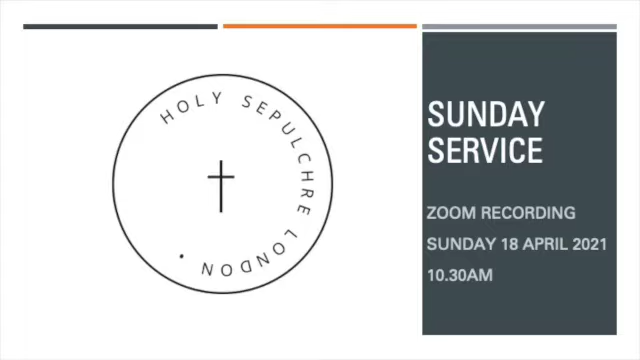 HOLY SEPULCHRE LONDON •
SUNDAY
SERVICE
ZOOM RECORDING
SUNDAY 18 APRIL 2021
10.30AM